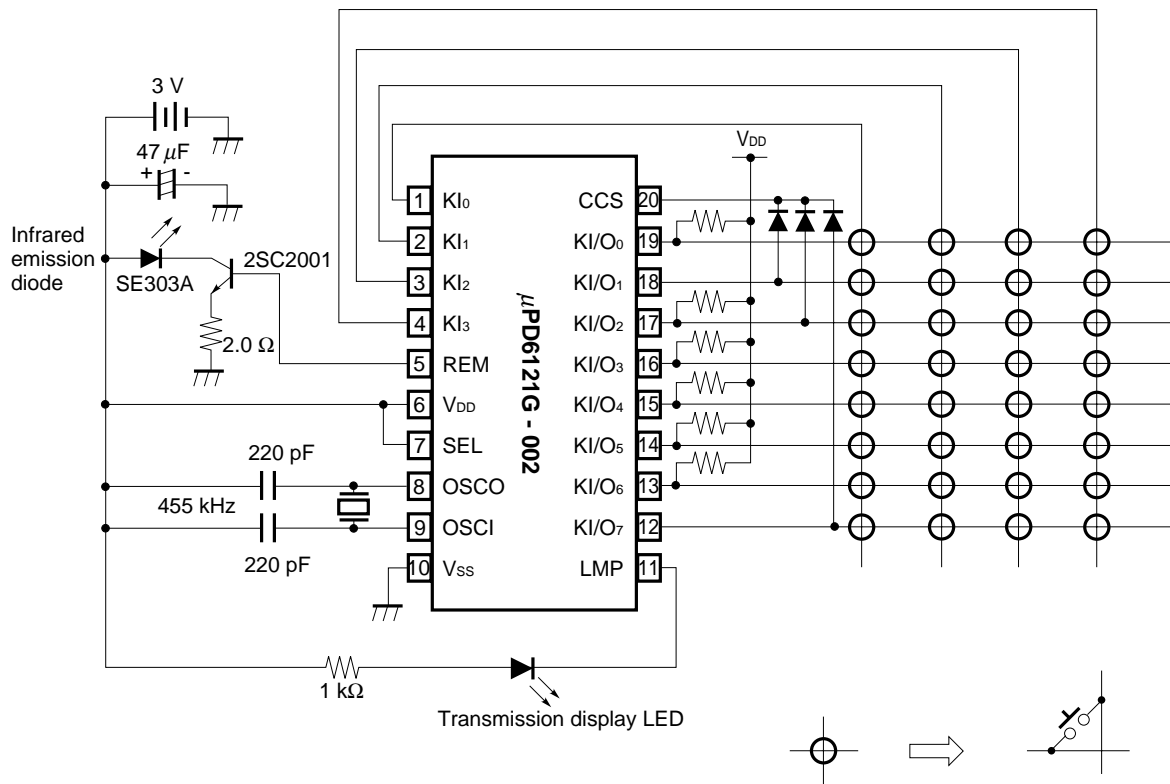 3 V
47 μF
+ -
Infrared
emission
diode
SE303A
2SC2001
2.0 Ω
220 pF
455 kHz
220 pF
1 kΩ
Transmission display LED
1 KI0
2 KI1
3 KI2
4 KI3
5 REM
6 VDD
7 SEL
8 OSCO
9 OSCI
10 VSS
μPD6121G - 002
CCS 20
KI/O0 19
KI/O1 18
KI/O2 17
KI/O3 16
KI/O4 15
KI/O5 14
KI/O6 13
KI/O7 12
LMP 11
VDD